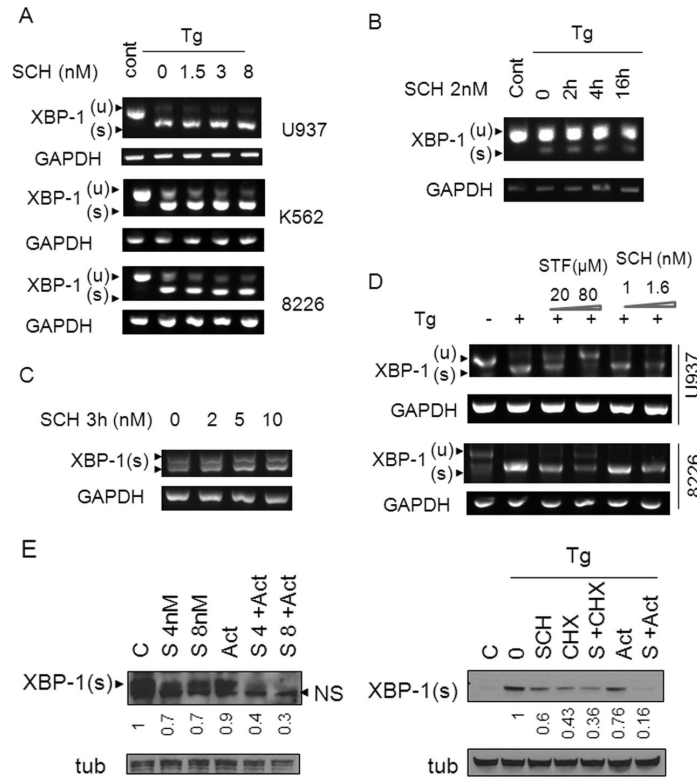 A
Tg
cont
SCH (nM) 0 1.5 3 8
XBP-1 (u)
(s)
U937
GAPDH
XBP-1 (u)
(s)
K562
GAPDH
XBP-1 (u)
(s)
8226
GAPDH
B
Tg
Cont
SCH 2nM 0 2h 4h 16h
XBP-1 (u)
(s)
GAPDH
C
SCH 3h (nM) 0 2 5 10
XBP-1(s)
GAPDH
D
STF(µM) SCH (nM)
20 80 1 1.6
Tg - + + + + +
XBP-1 (u)
(s)
U937
GAPDH
XBP-1 (u)
(s)
8226
GAPDH
E
C S 4nM S 8nM Act S 4 +Act S 8 +Act
XBP-1(s) NS
1 0.7 0.7 0.9 0.4 0.3
tub
Tg
C 0 SCH CHX S +CHX Act S +Act
XBP-1(s)
1 0.6 0.43 0.36 0.76 0.16
tub